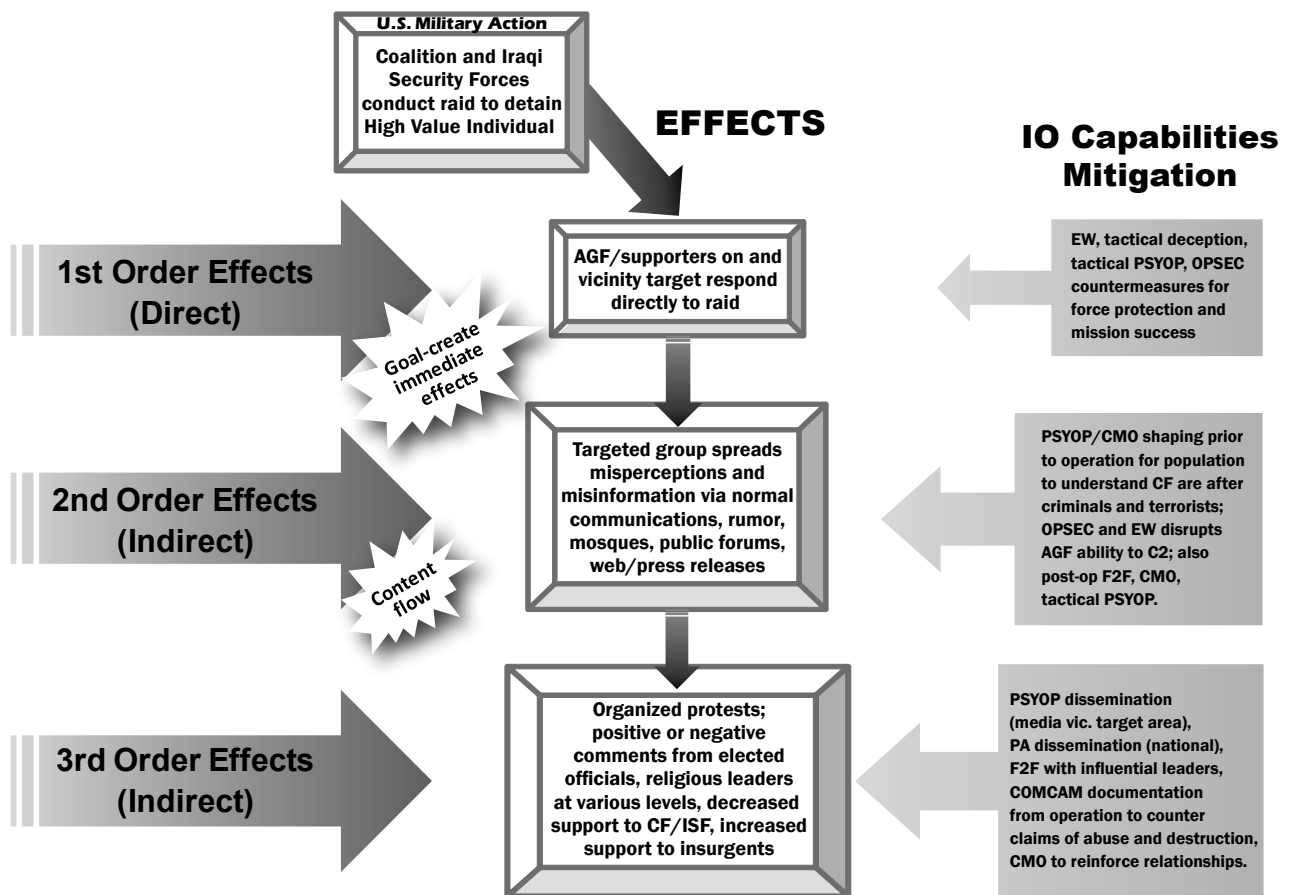 U.S. Military Action
Coalition and Iraqi
Security Forces
conduct raid to detain
High Value Individual
EFFECTS
IO Capabilities
Mitigation
1st Order Effects
(Direct)
AGF/supporters on and
vicinity target respond
directly to raid
EW, tactical deception,
tactical PSYOP, OPSEC
countermeasures for
force protection and
mission success
Goal-create
immediate
effects
2nd Order Effects
(Indirect)
Targeted group spreads
misperceptions and
misinformation via normal
communications, rumor,
mosques, public forums,
web/press releases
PSYOP/CMO shaping prior
to operation for population
to understand CF are after
criminals and terrorists;
OPSEC and EW disrupts
AGF ability to C2; also
post-op F2F, CMO,
tactical PSYOP.
Content
flow
3rd Order Effects
(Indirect)
Organized protests;
positive or negative
comments from elected
officials, religious leaders
at various levels, decreased
support to CF/ISF, increased
support to insurgents
PSYOP dissemination
(media vic. target area),
PA dissemination (national),
F2F with influential leaders,
COMCAM documentation
from operation to counter
claims of abuse and destruction,
CMO to reinforce relationships.